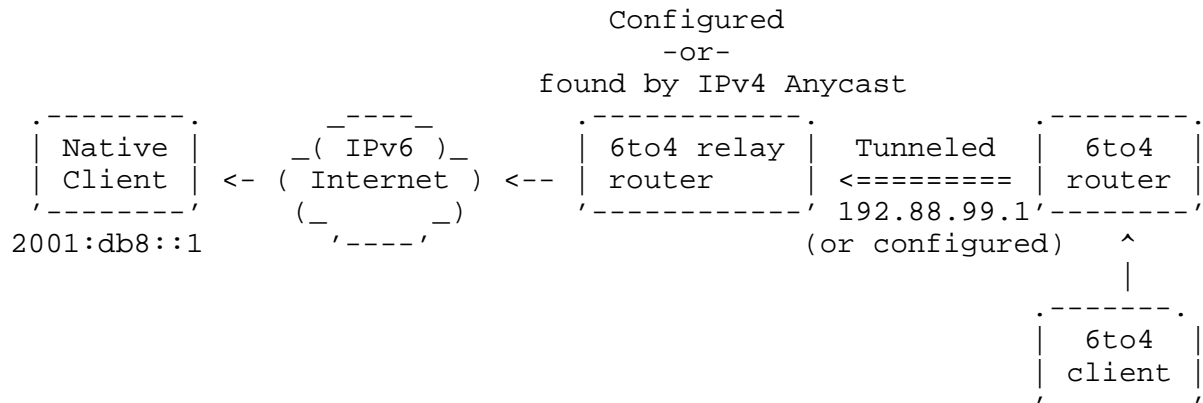 Configured
-or-
found by IPv4 Anycast
Native      ( IPv6 )      6to4 relay   Tunneled   6to4
Client   <- ( Internet ) <-- router   <=========   router
192.88.99.1
2001:db8::1   (or configured)   ^
6to4
client